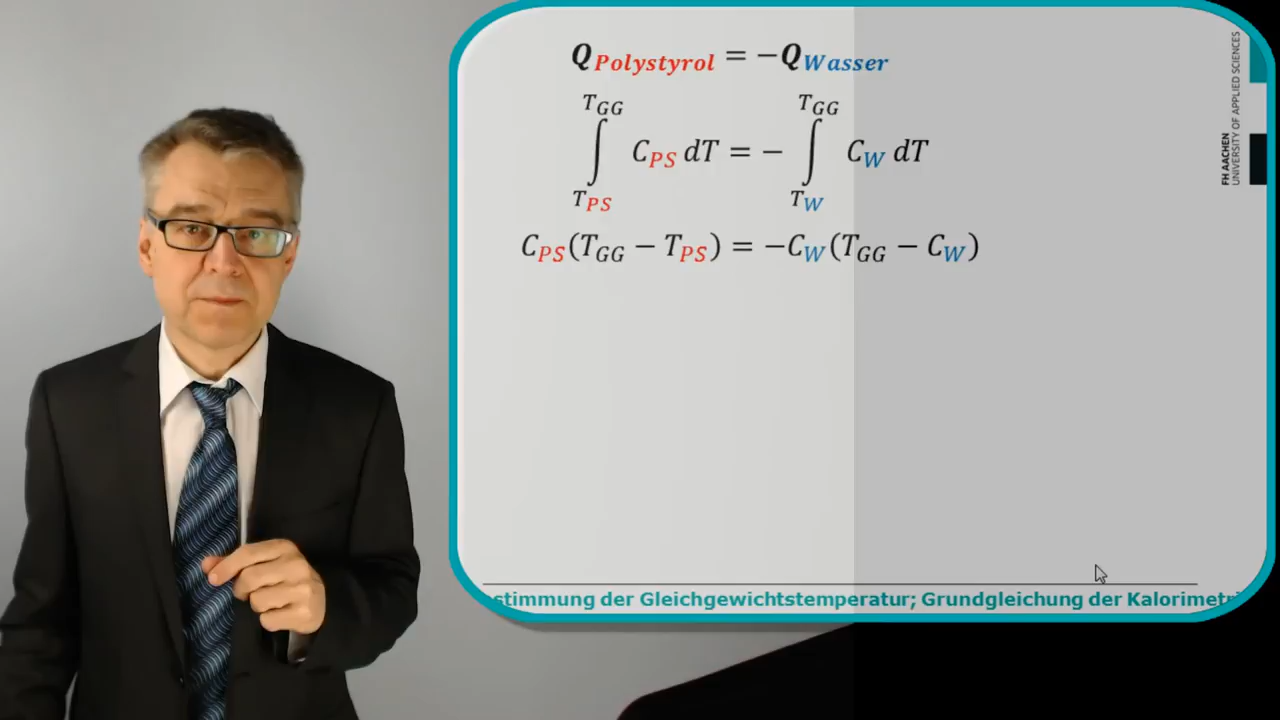 Q_Polystyrol = −Q_Wasser
∫_{T_PS}^{T_GG} C_PS dT = − ∫_{T_W}^{T_GG} C_W dT
C_PS(T_GG − T_PS) = −C_W(T_GG − C_W)
stimmung der Gleichgewichtstemperatur; Grundgleichung der Kalorimetri
FH AACHEN
UNIVERSITY OF APPLIED SCIENCES